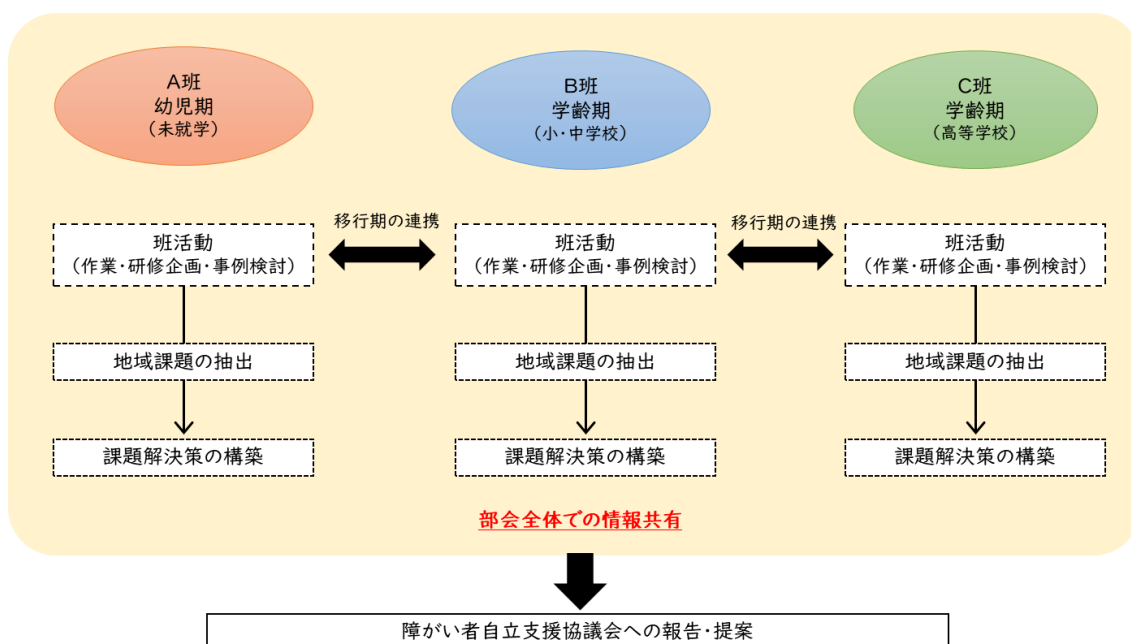 A班
幼児期
（未就学）
B班
学齢期
（小・中学校）
C班
学齢期
（高等学校）
移行期の連携
移行期の連携
班活動
（作業・研修企画・事例検討）
班活動
（作業・研修企画・事例検討）
班活動
（作業・研修企画・事例検討）
地域課題の抽出
地域課題の抽出
地域課題の抽出
課題解決策の構築
課題解決策の構築
課題解決策の構築
部会全体での情報共有
障がい者自立支援協議会への報告・提案